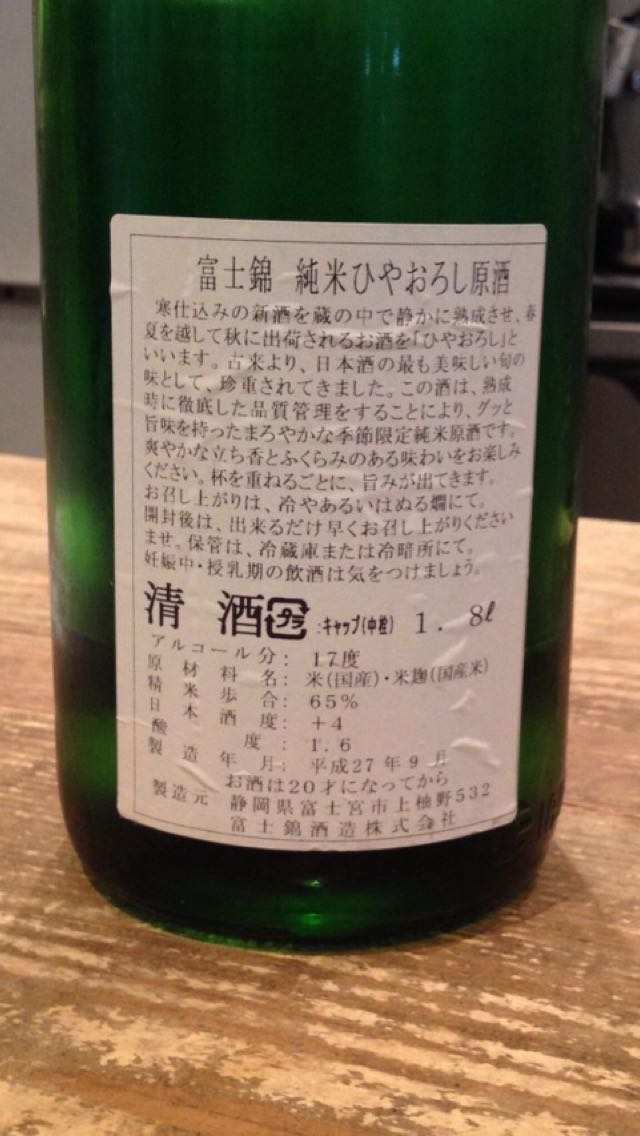 富士錦 純米ひやおろし原酒
寒仕込みの新酒を蔵の中で静かに熟成させ、春
夏を越して秋に出荷されるお酒を「ひやおろし」と
いいます。古来より、日本酒の最も美味しい旬の
味として、珍重されてきました。この酒は、熟成
時に徹底した品質管理をすることにより、グッと
旨味を持ったまろやかな季節限定純米原酒です。
爽やかな立ち香とふくらみのある味わいをお楽しみ
ください。杯を重ねるごとに、旨みが出てきます。
お召し上がりは、冷やあるいはぬる燗にて。
開封後は、出来るだけ早くお召し上がりください
ませ。保管は、冷蔵庫または冷暗所にて。
妊娠中・授乳期の飲酒は気をつけましょう。
清 酒 プラ :キャップ(中栓) 1.8ℓ
アルコール分: 17度
原材料名: 米(国産)・米麹(国産米)
精米歩合: 65%
日本酒度: +4
酸度: 1.6
製造年月: 平成27年9月
お酒は20才になってから
製造元 静岡県富士宮市上柚野532
富士錦酒造株式会社